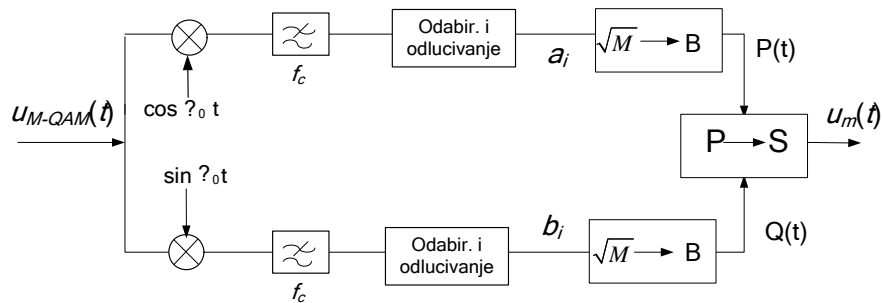 Odabir. i
odlucivanje
√M → B
P(t)
a_i
f_c
cos ?₀ t
u_M-QAM(t)
P → S
u_m(t)
sin ?₀t
Odabir. i
odlucivanje
b_i
√M → B
Q(t)
f_c